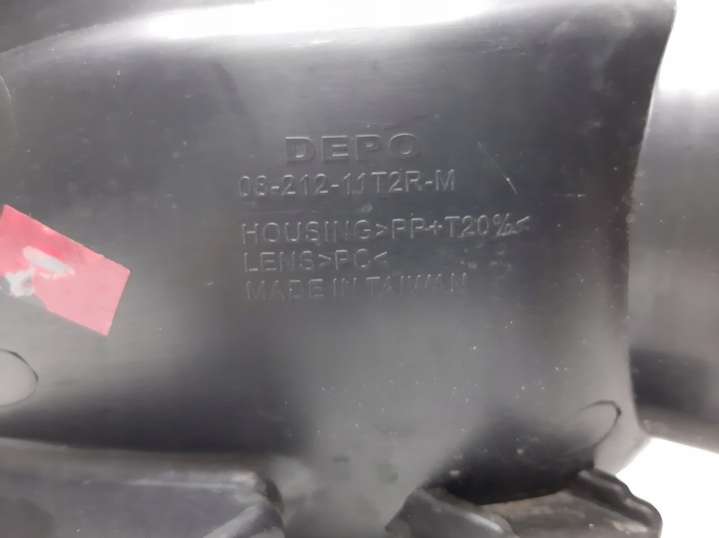 DEPO
08-212-11T2R-M
HOUSING>PP+T20%<
LENS>PC<
MADE IN TAIWAN